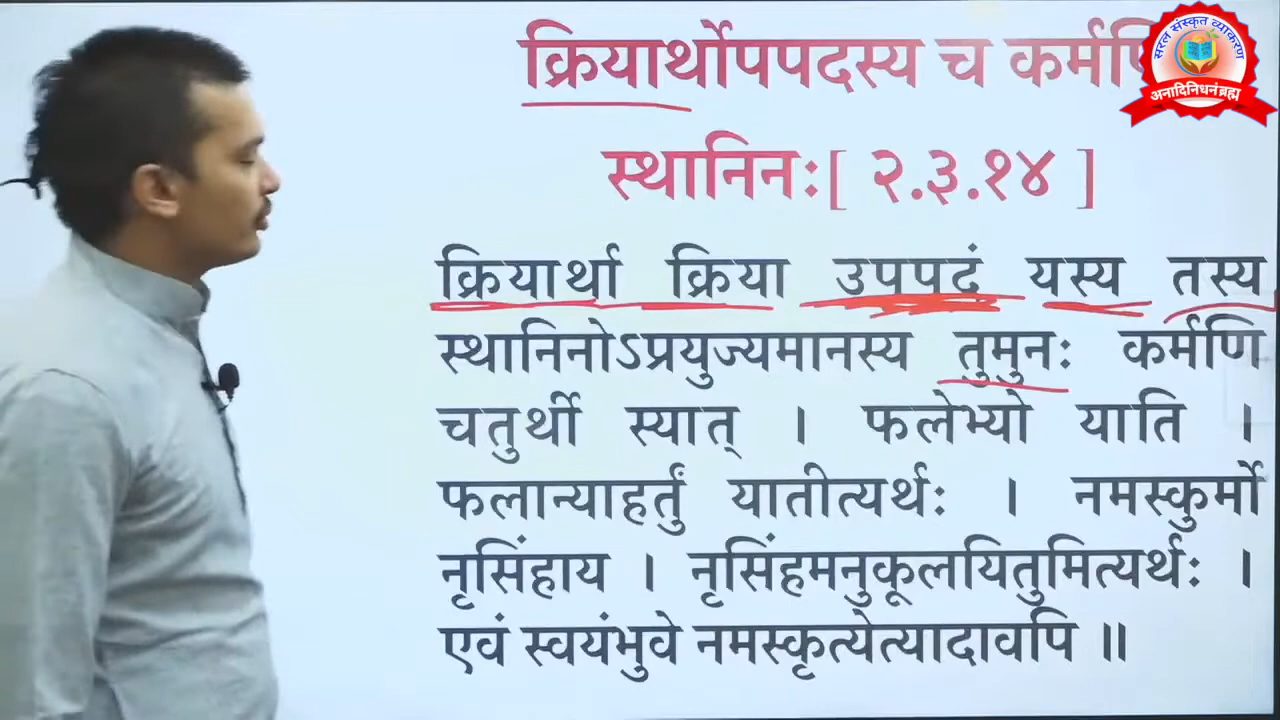 क्रियार्थोपपदस्य च कर्मणि
स्थानिनः[ २.३.१४ ]
क्रियार्था क्रिया उपपदं यस्य तस्य
स्थानिनोऽप्रयुज्यमानस्य तुमुनः कर्मणि
चतुर्थी स्यात् । फलेभ्यो याति ।
फलान्याहर्तुं यातीत्यर्थः । नमस्कुर्मो
नृसिंहाय । नृसिंहमनुकूलयितुमित्यर्थः ।
एवं स्वयंभुवे नमस्कृत्येत्यादावपि ॥
सरल संस्कृत व्याकरण
अनादिनिधनंब्रह्म